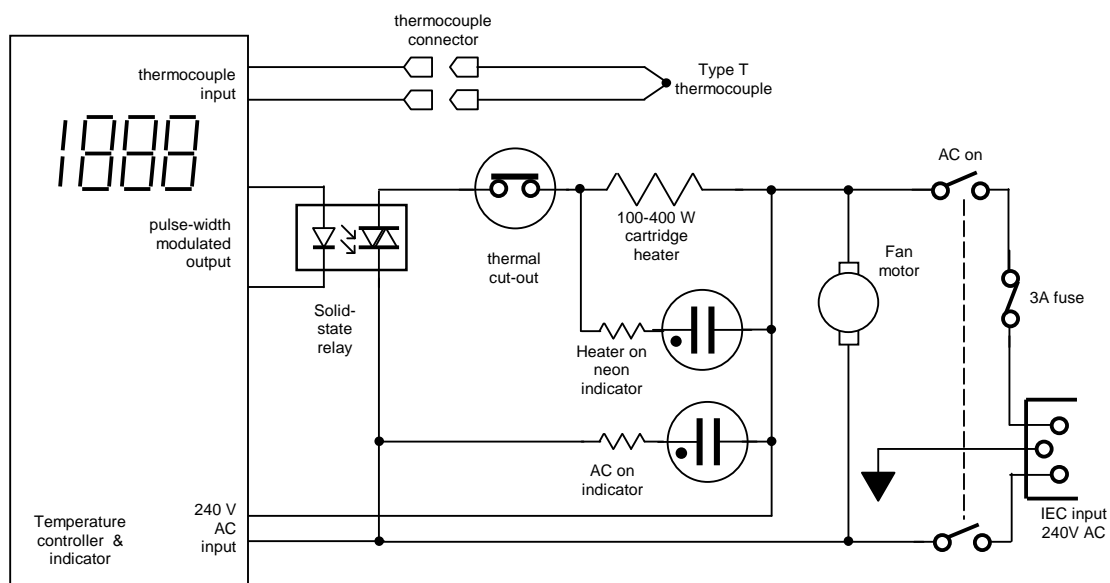 thermocouple
connector
thermocouple
input
Type T
thermocouple
1888
AC on
pulse-width
modulated
output
100-400 W
cartridge
heater
thermal
cut-out
Fan
motor
3A fuse
Solid-
state
relay
Heater on
neon
indicator
AC on
indicator
240 V
AC
input
Temperature
controller &
indicator
IEC input
240V AC